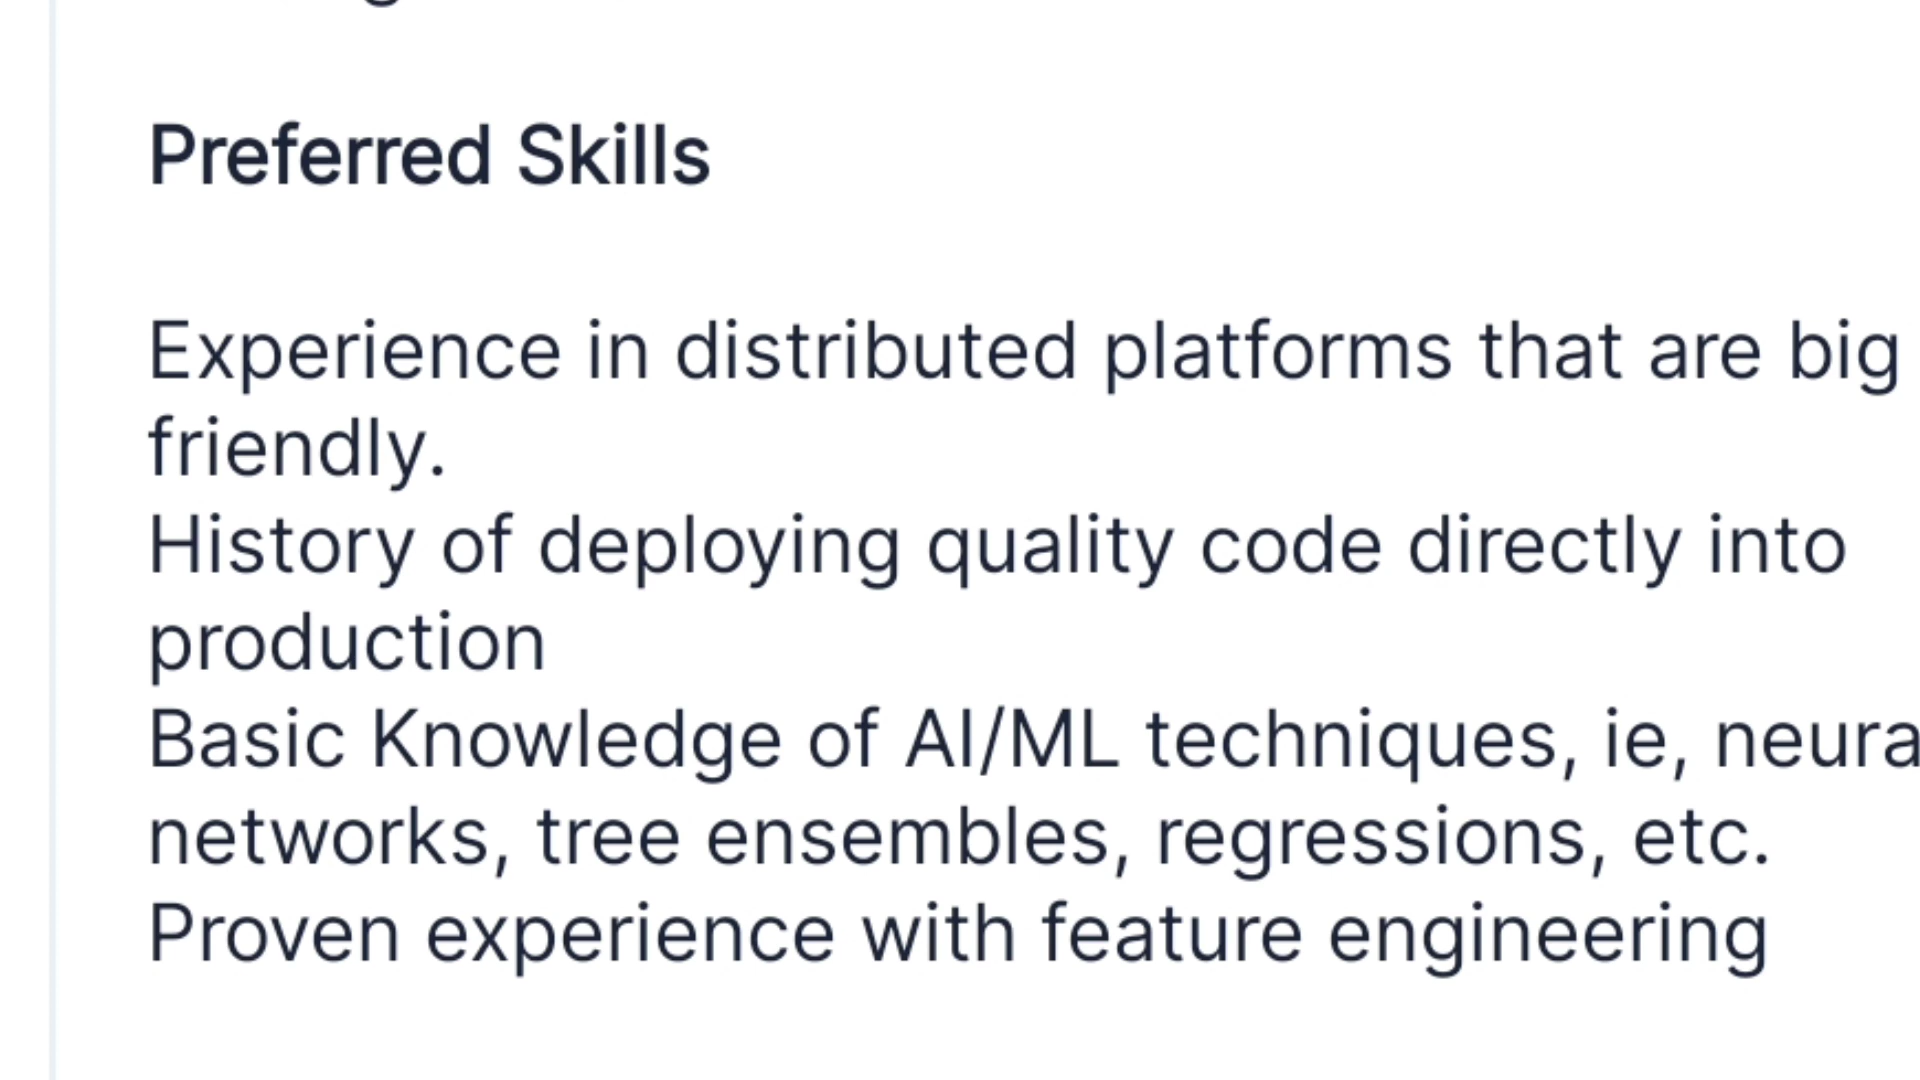 Preferred Skills
Experience in distributed platforms that are big
friendly.
History of deploying quality code directly into
production
Basic Knowledge of AI/ML techniques, ie, neura
networks, tree ensembles, regressions, etc.
Proven experience with feature engineering